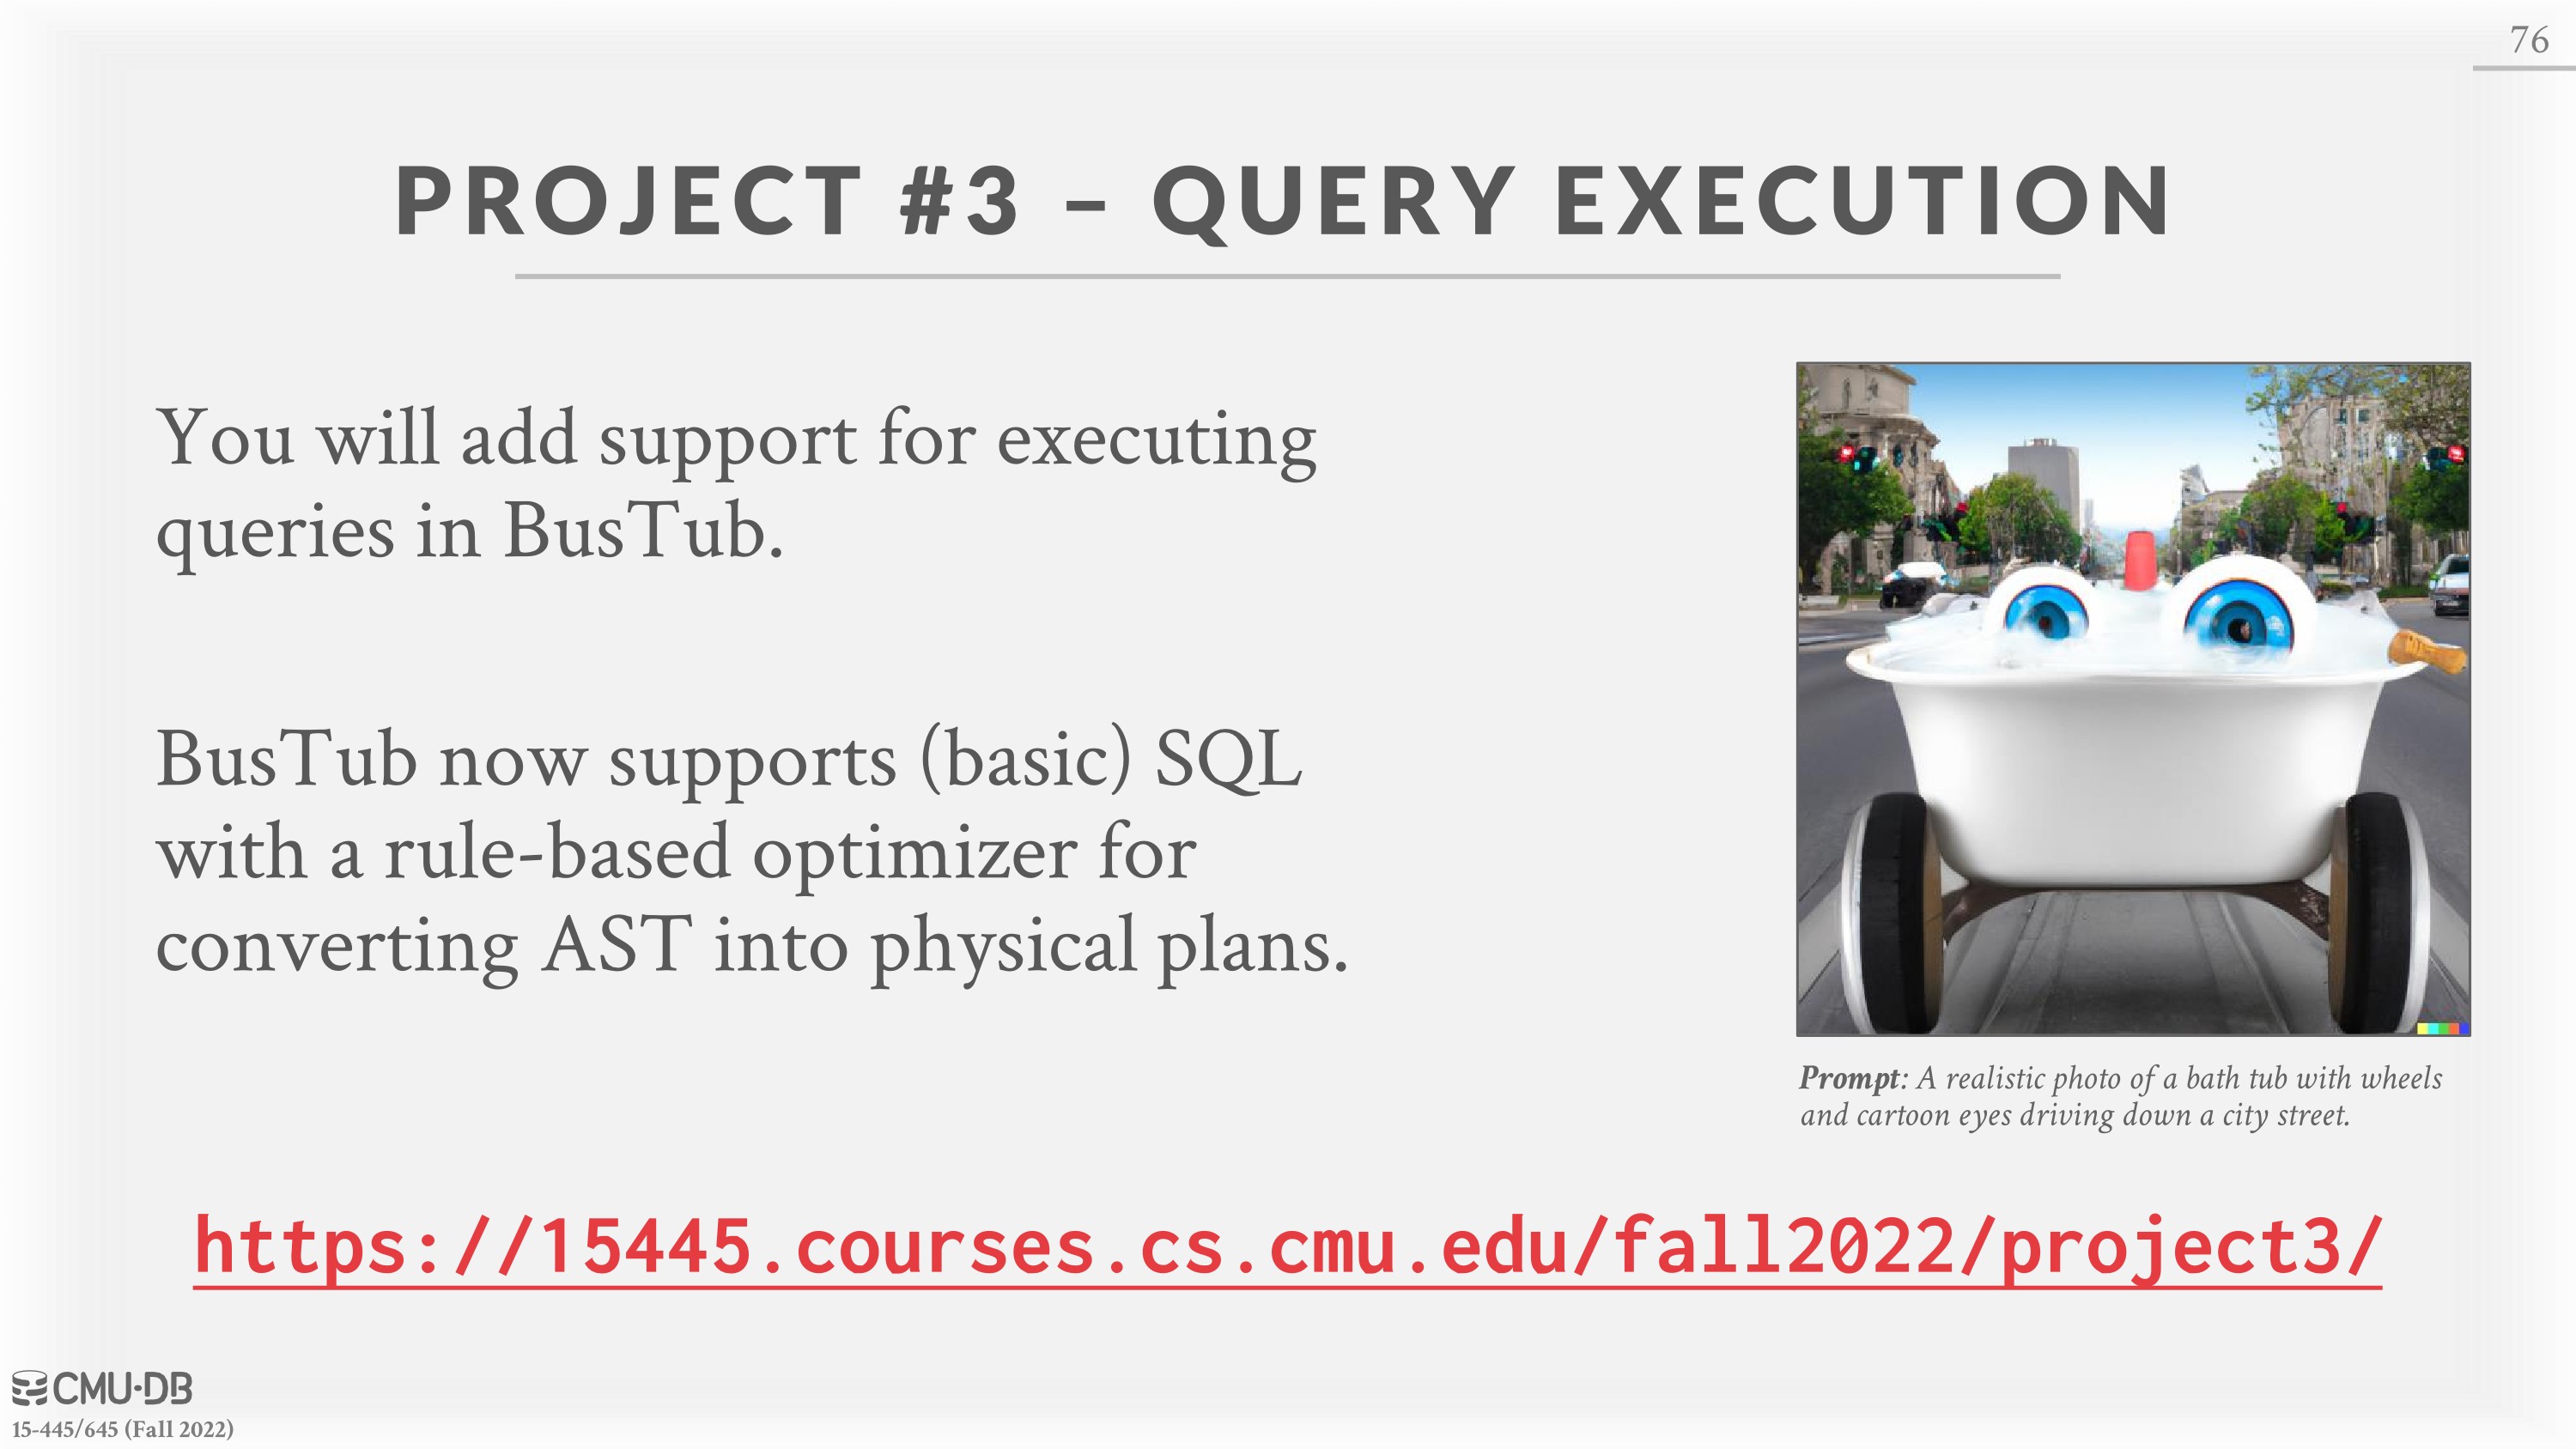 76
PROJECT #3 – QUERY EXECUTION
You will add support for executing
queries in BusTub.
BusTub now supports (basic) SQL
with a rule-based optimizer for
converting AST into physical plans.
Prompt: A realistic photo of a bath tub with wheels
and cartoon eyes driving down a city street.
https://15445.courses.cs.cmu.edu/fall2022/project3/
CMU·DB
15-445/645 (Fall 2022)